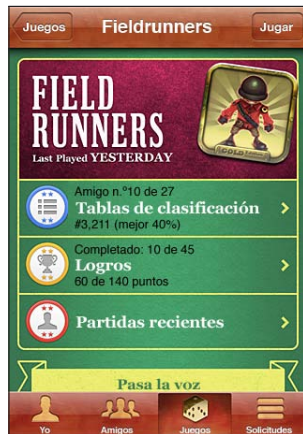 Juegos
Fieldrunners
Jugar
FIELD
RUNNERS
Last Played YESTERDAY
GOLD
Amigo n.º10 de 27
Tablas de clasificación
#3,211 (mejor 40%)
Completado: 10 de 45
Logros
60 de 140 puntos
Partidas recientes
Pasa la voz
Yo
Amigos
Juegos
Solicitudes